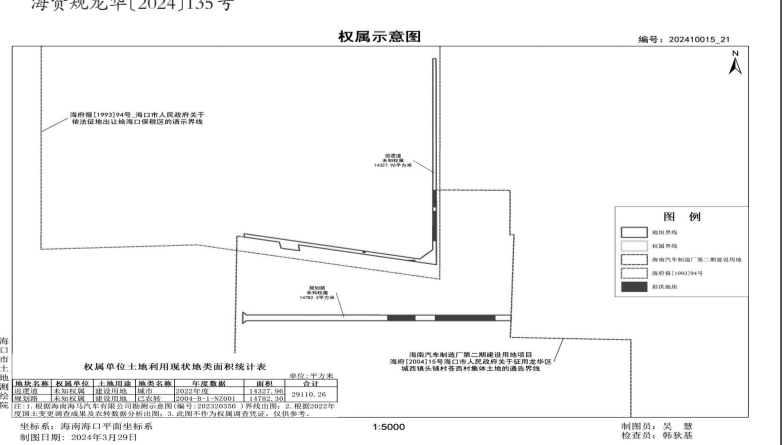 海资规龙华[2024]135号
权属示意图
编号：202410015_21
N
海府报[1993]94号_海口市人民政府关于
依法征地出让给海口保税区的请示界线
巡逻道
未知权属
14327.96平方米
图 例
地块界线
权属界线
海南汽车制造厂第二期建设用地
海府报[1993]94号
拟供地块
规划路
未知权属
14782.3平方米
海南汽车制造厂第二期建设用地项目
海府[2004]15号海口市人民政府关于征用龙华区
城西镇头铺村苍西村集体土地的通告界线
海口市土地测绘院
权属单位土地利用现状地类面积统计表
单位:平方米
地块名称 权属单位 土地用途 地类名称 年度数据 面积 合计
巡逻道 未知权属 建设用地 城市 2022年度 14327.96 29110.26
规划路 未知权属 建设用地 已农转 2004-B-1-NZ001 14782.30
注:1.根据海南海马汽车有限公司勘测示意图(编号:202320350 )界线出图; 2.根据2022年
度国土变更调查成果及农转数据分析出图; 3.此图不作为权属调查凭证, 仅供参考。
坐标系: 海南海口平面坐标系
制图日期: 2024年3月29日
1:5000
制图员: 吴 慧
检查员: 韩狄基